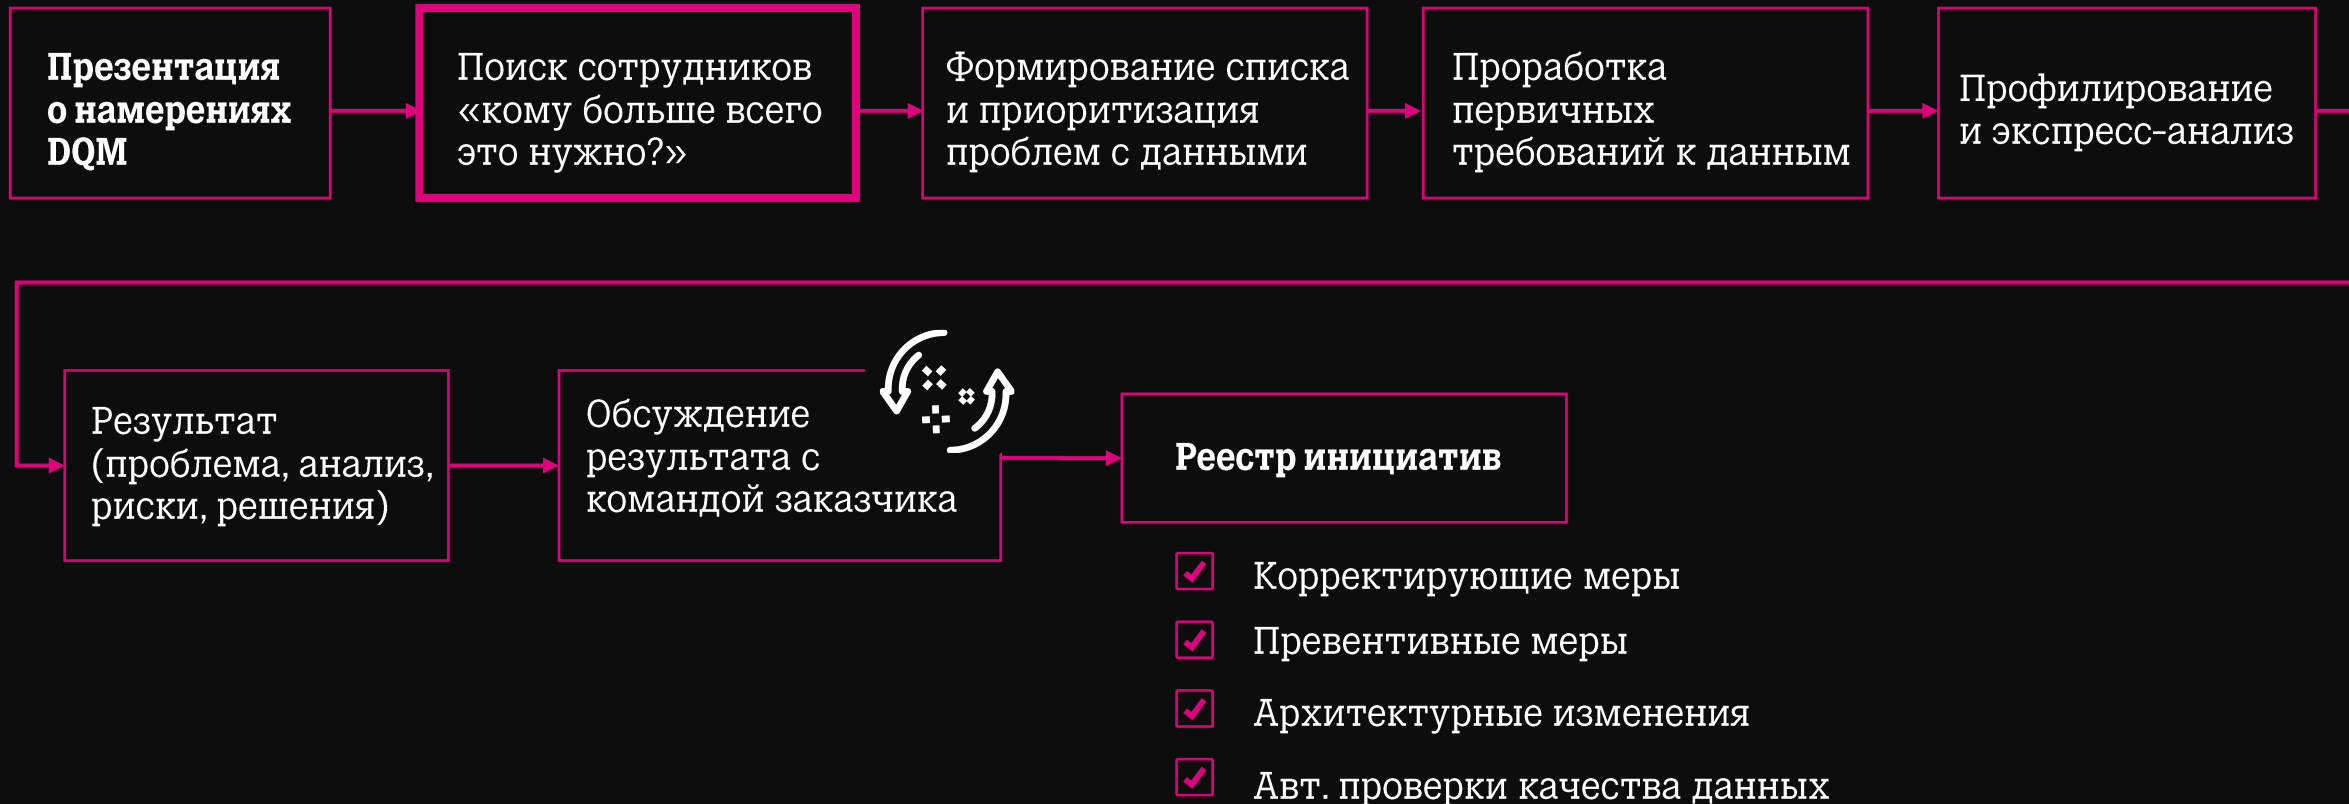 Презентация
о намерениях
DQM
Поиск сотрудников
«кому больше всего
это нужно?»
Формирование списка
и приоритизация
проблем с данными
Проработка
первичных
требований к данным
Профилирование
и экспресс-анализ
Результат
(проблема, анализ,
риски, решения)
Обсуждение
результата с
командой заказчика
Реестр инициатив
Корректирующие меры
Превентивные меры
Архитектурные изменения
Авт. проверки качества данных